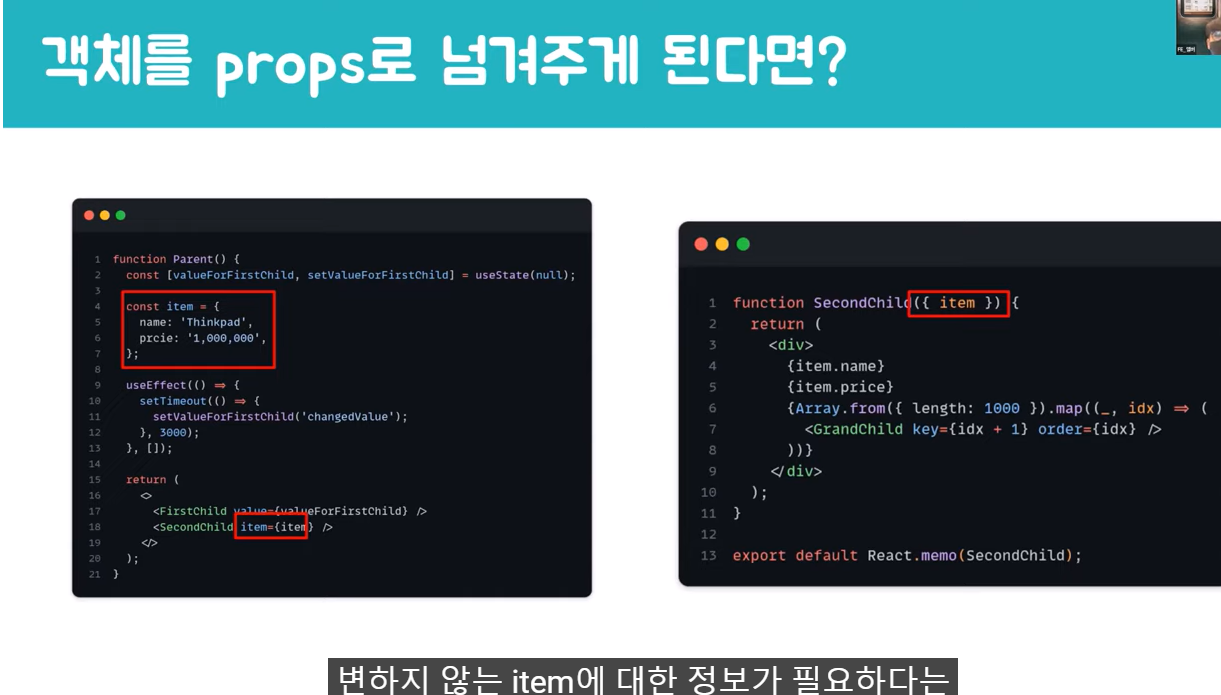 객체를 props로 넘겨주게 된다면?
FE_앨버
1 function Parent() {
2 const [valueForFirstChild, setValueForFirstChild] = useState(null);
3
4 const item = {
5 name: 'Thinkpad',
6 prcie: '1,000,000',
7 };
8
9 useEffect(() ⇒ {
10 setTimeout(() ⇒ {
11 setValueForFirstChild('changedValue');
12 }, 3000);
13 }, []);
14
15 return (
16 <>
17 <FirstChild value={valueForFirstChild} />
18 <SecondChild item={item} />
19 </>
20 );
21 }
1 function SecondChild({ item }) {
2 return (
3 <div>
4 {item.name}
5 {item.price}
6 {Array.from({ length: 1000 }).map((_, idx) ⇒ (
7 <GrandChild key={idx + 1} order={idx} />
8 ))}
9 </div>
10 );
11 }
12
13 export default React.memo(SecondChild);
변하지 않는 item에 대한 정보가 필요하다는